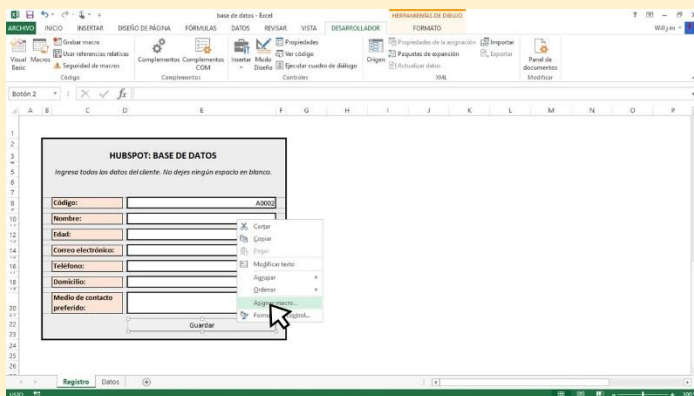 base de datos - Excel
HERRAMIENTAS DE DIBUJO
ARCHIVO INICIO INSERTAR DISEÑO DE PÁGINA FÓRMULAS DATOS REVISAR VISTA DESARROLLADOR FORMATO
Grabar macro
Usar referencias relativas
Seguridad de macros
Visual Basic
Macros
Código
Complementos
Complementos COM
Complementos
Insertar
Modo Diseño
Propiedades
Ver código
Ejecutar cuadro de diálogo
Controles
Origen
Propiedades de la asignación
Paquetes de expansión
Actualizar datos
Importar
Exportar
XML
Panel de documentos
Modificar
Botón 2
fx
A B C D E F G H I J K L M N O P
HUBSPOT: BASE DE DATOS
Ingresa todos los datos del cliente. No dejes ningún espacio en blanco.
Código: A0002
Nombre:
Edad:
Correo electrónico:
Teléfono:
Domicilio:
Medio de contacto
preferido:
Guardar
Cortar
Copiar
Pegar
Modificar texto
Agrupar
Ordenar
Asignar macro...
Registro Datos
LISTO